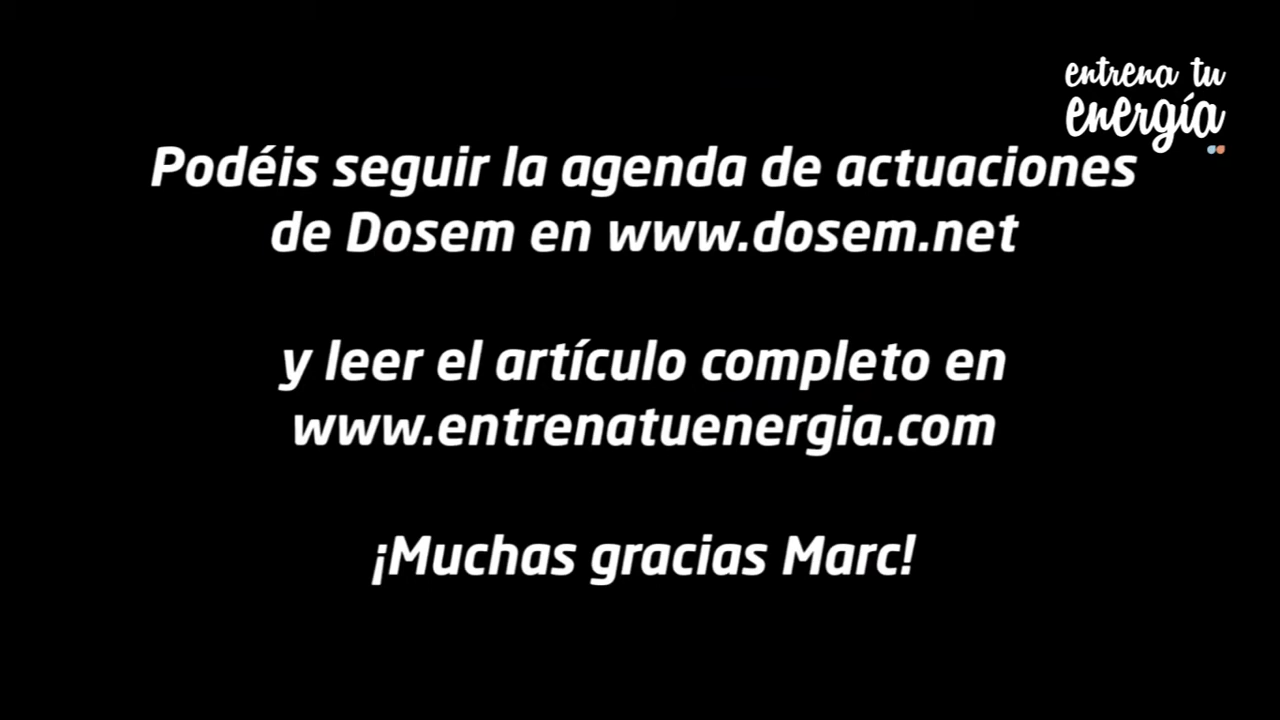 entrena tu
energía
Podéis seguir la agenda de actuaciones
de Dosem en www.dosem.net
y leer el artículo completo en
www.entrenatuenergia.com
¡Muchas gracias Marc!